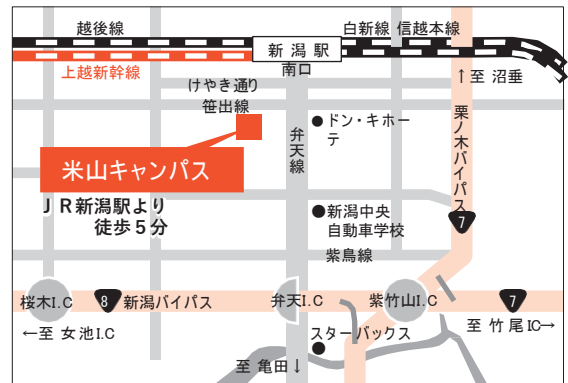 越後線
白新線 信越本線
新潟駅
上越新幹線
南口
↑至 沼垂
けやき通り
笹出線
●ドン・キホー
テ
弁天線
栗ノ木バイパス
米山キャンパス
JR新潟駅より
徒歩5分
●新潟中央
自動車学校
7
紫鳥線
桜木I.C
8
新潟バイパス
弁天I.C
紫竹山I.C
7
←至 女池I.C
スターバックス
至 竹尾IC→
至 亀田↓